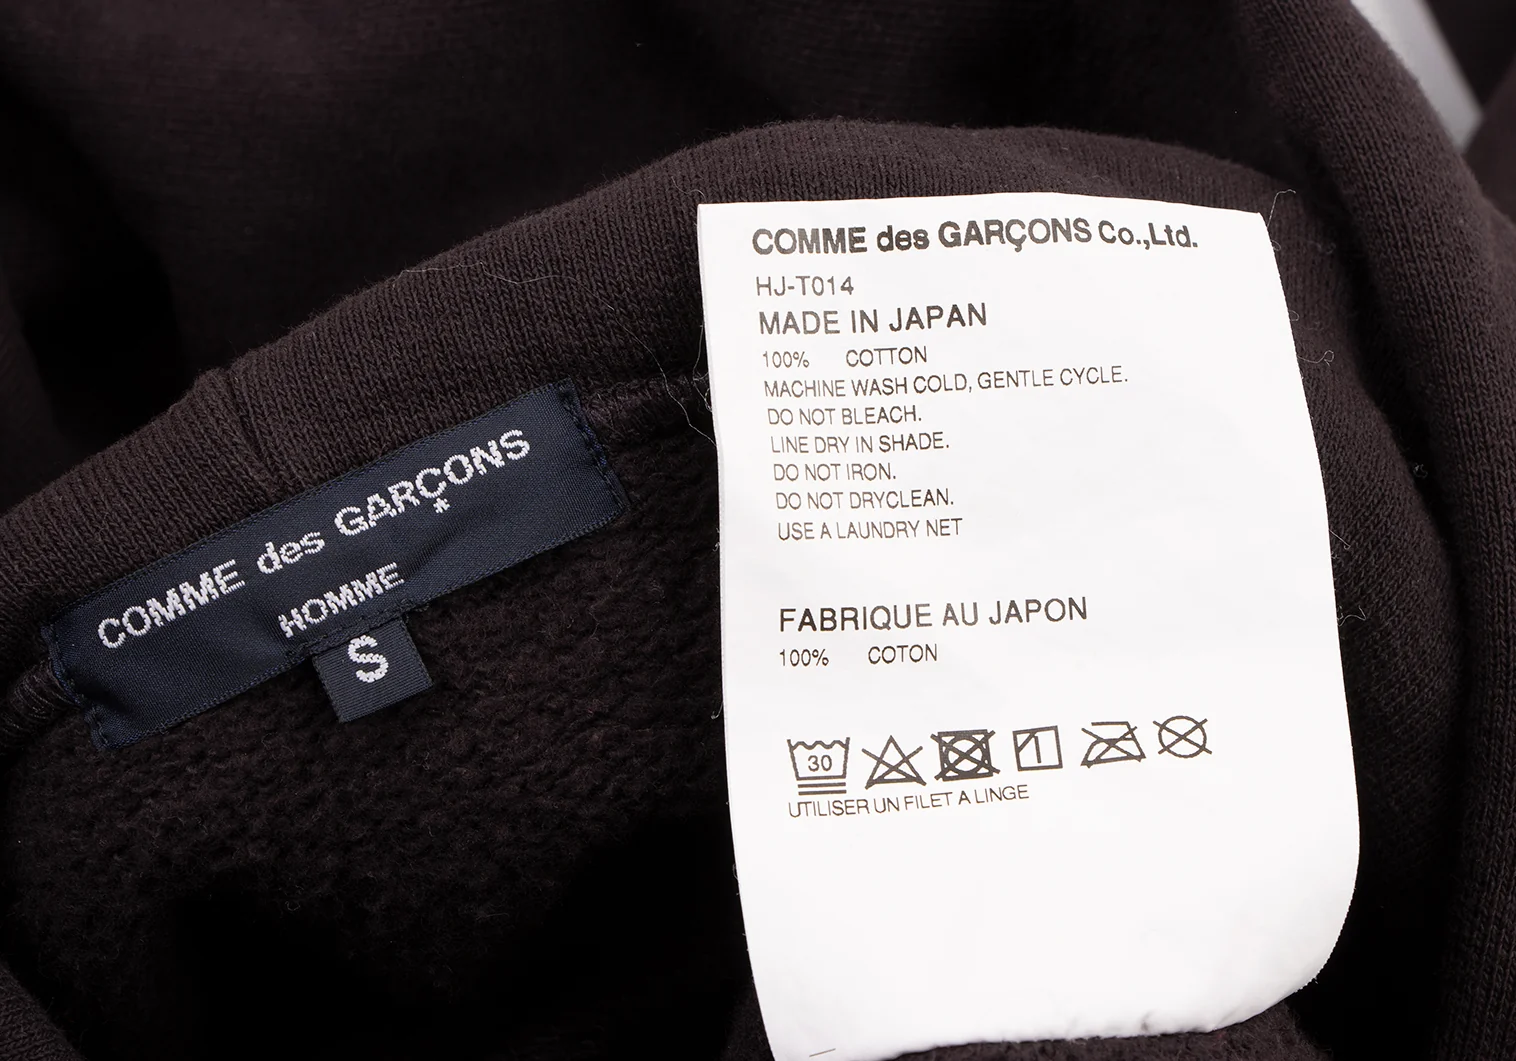 COMME des GARÇONS
*
HOMME
S
COMME des GARÇONS Co.,Ltd.
HJ-T014
MADE IN JAPAN
100% COTTON
MACHINE WASH COLD, GENTLE CYCLE.
DO NOT BLEACH.
LINE DRY IN SHADE.
DO NOT IRON.
DO NOT DRYCLEAN.
USE A LAUNDRY NET
FABRIQUE AU JAPON
100% COTON
30
UTILISER UN FILET A LINGE